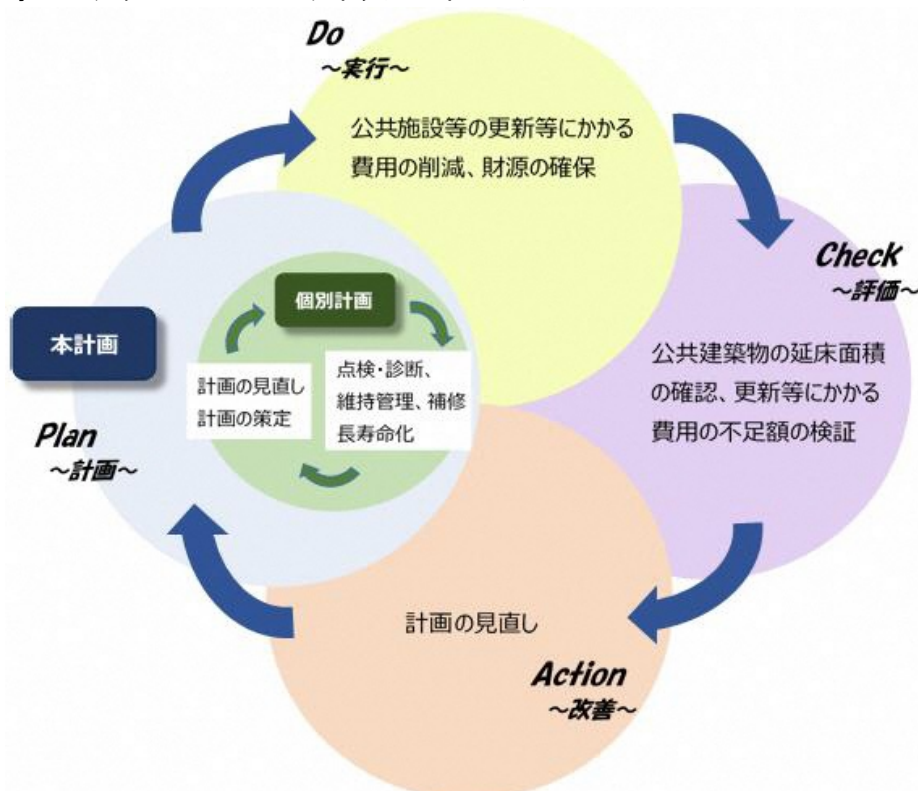 Do
～実行～
公共施設等の更新等にかかる
費用の削減、財源の確保
Check
～評価～
公共建築物の延床面積
の確認、更新等にかかる
費用の不足額の検証
本計画
Plan
～計画～
個別計画
計画の見直し
計画の策定
点検・診断、
維持管理、補修
長寿命化
計画の見直し
Action
～改善～